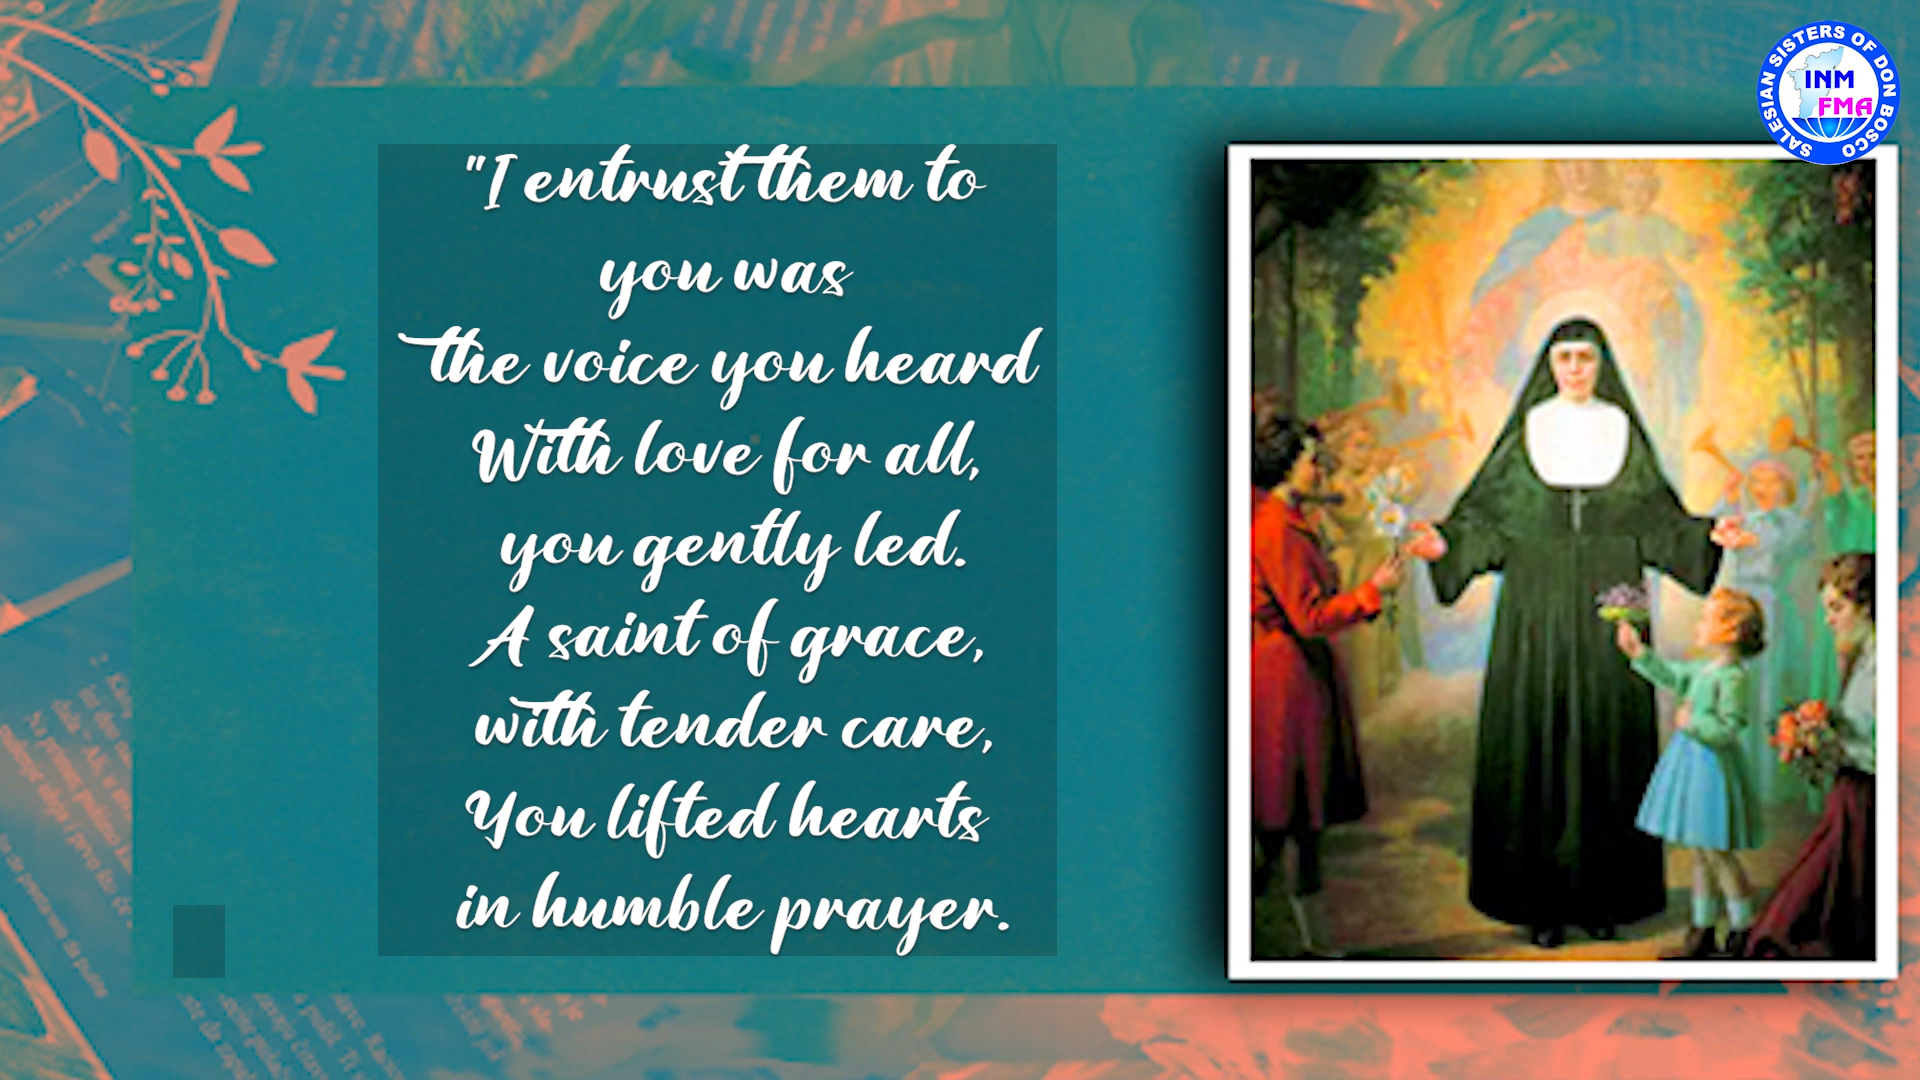 "I entrust them to
you was
the voice you heard
With love for all,
you gently led.
A saint of grace,
with tender care,
You lifted hearts
in humble prayer.
SALESIAN SISTERS OF DON BOSCO
INM
FMA